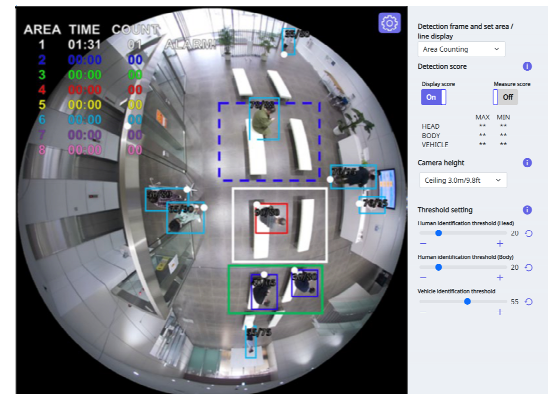 AREA TIME COUNT
1 01:31 01 ALARM
2 00:00 00
3 00:00 00
4 00:00 00
5 00:00 00
6 00:00 00
7 00:00 00
8 00:00 00
Detection frame and set area /
line display
Area Counting
Detection score
Display score Measure score
On Off
MAX MIN
HEAD ** **
BODY ** **
VEHICLE ** **
Camera height
Ceiling 3.0m/9.8ft
Threshold setting
Human identification threshold (Head)
20
Human identification threshold (Body)
20
Vehicle identification threshold
55